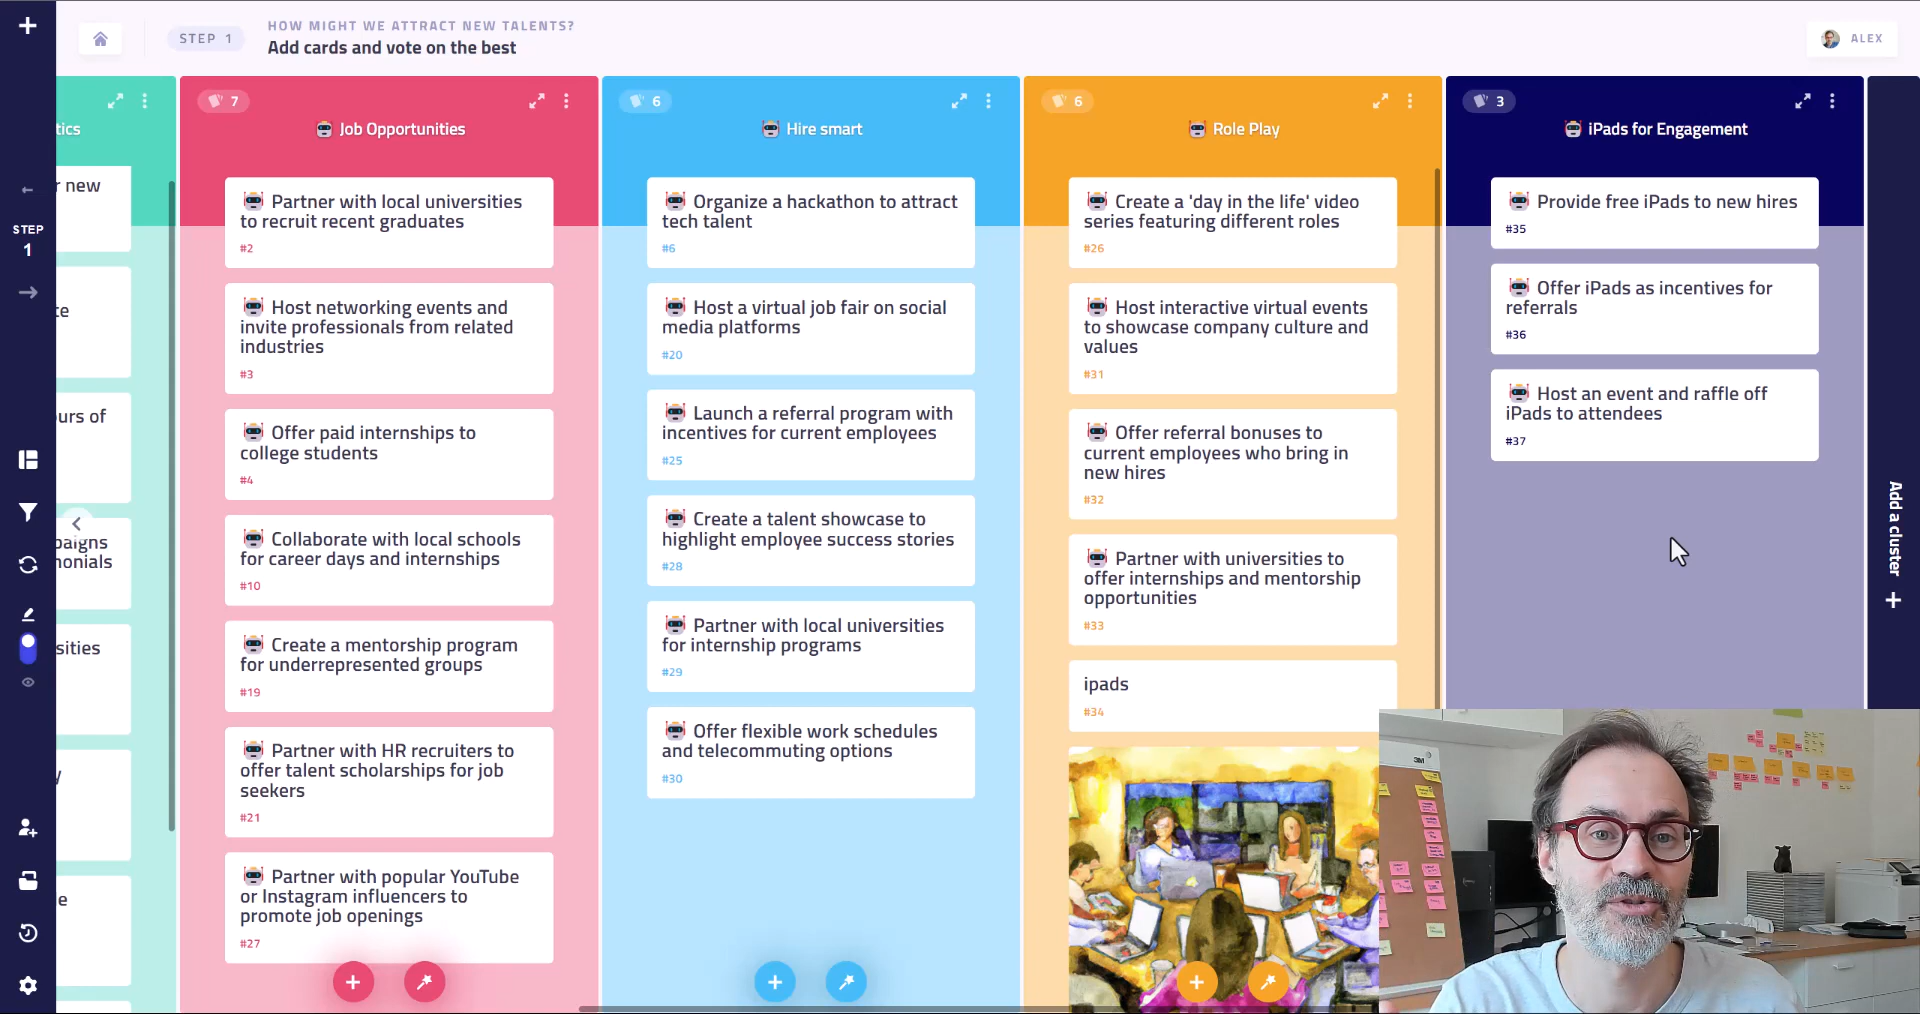 HOW MIGHT WE ATTRACT NEW TALENTS?
STEP 1
Add cards and vote on the best
ALEX
STEP
1
tics
r new
te
urs of
paigns
nonials
sities
y
e
7
Job Opportunities
Partner with local universities
to recruit recent graduates
#2
Host networking events and
invite professionals from related
industries
#3
Offer paid internships to
college students
#4
Collaborate with local schools
for career days and internships
#10
Create a mentorship program
for underrepresented groups
#19
Partner with HR recruiters to
offer talent scholarships for job
seekers
#21
Partner with popular YouTube
or Instagram influencers to
promote job openings
#27
6
Hire smart
Organize a hackathon to attract
tech talent
#6
Host a virtual job fair on social
media platforms
#20
Launch a referral program with
incentives for current employees
#25
Create a talent showcase to
highlight employee success stories
#28
Partner with local universities
for internship programs
#29
Offer flexible work schedules
and telecommuting options
#30
6
Role Play
Create a 'day in the life' video
series featuring different roles
#26
Host interactive virtual events
to showcase company culture and
values
#31
Offer referral bonuses to
current employees who bring in
new hires
#32
Partner with universities to
offer internships and mentorship
opportunities
#33
ipads
#34
3
iPads for Engagement
Provide free iPads to new hires
#35
Offer iPads as incentives for
referrals
#36
Host an event and raffle off
iPads to attendees
#37
Add a cluster
3M